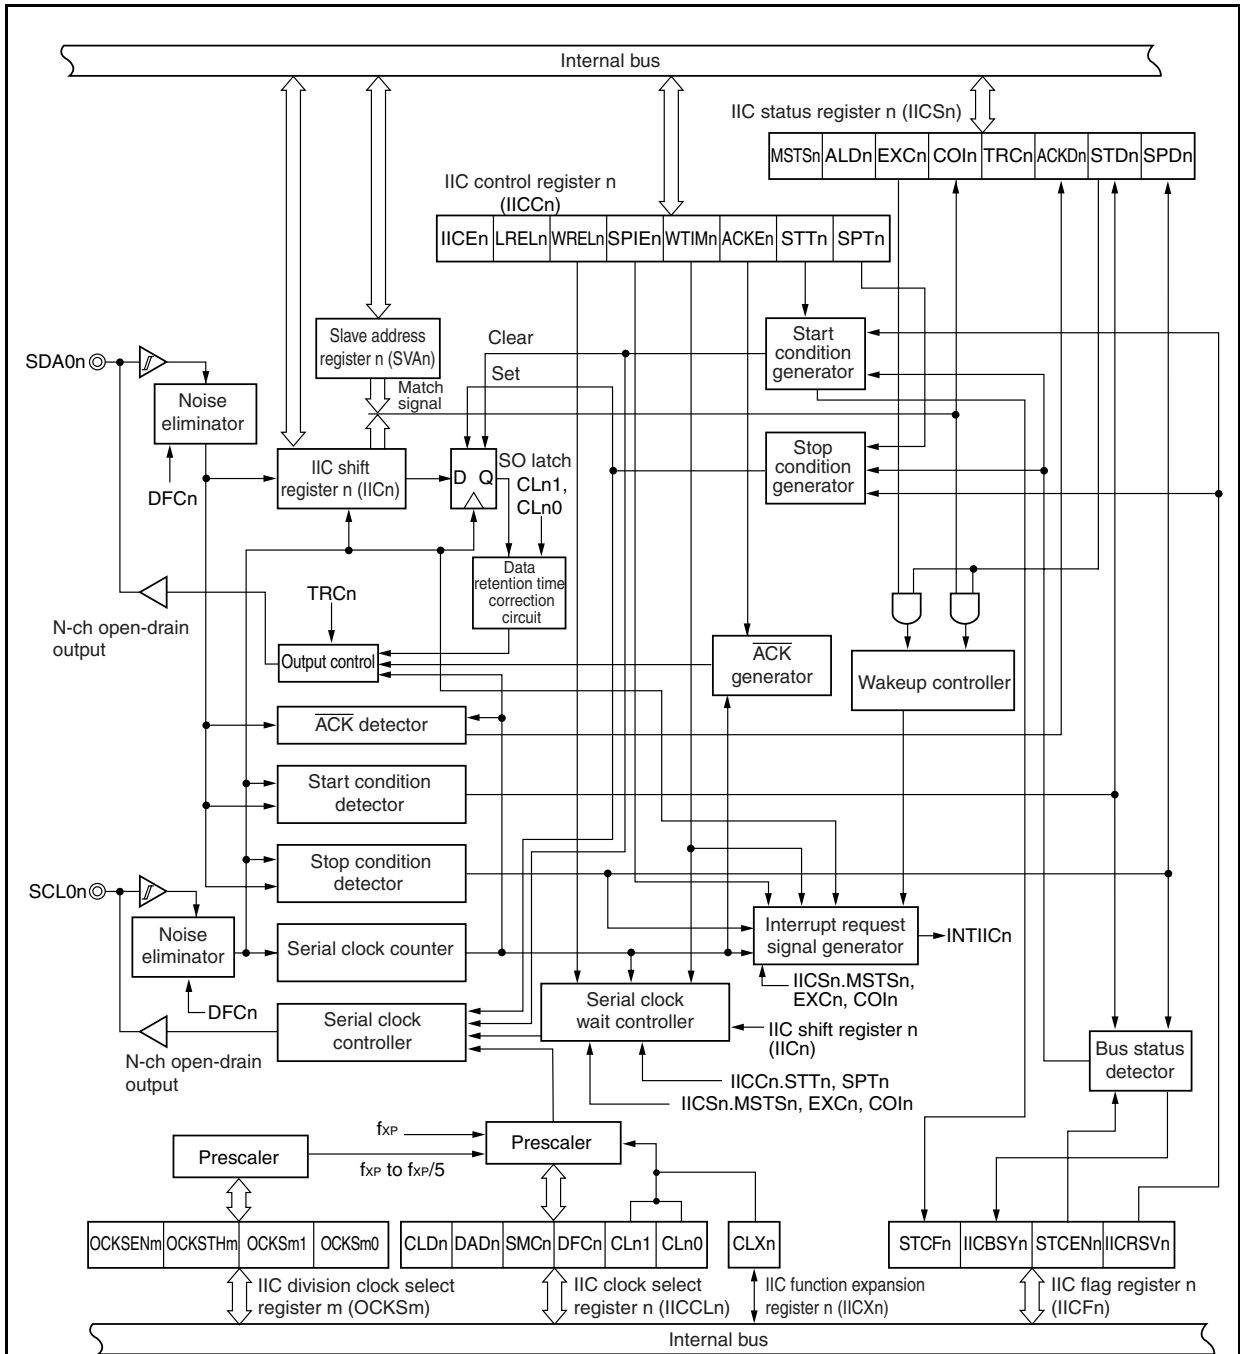 Internal bus
IIC status register n (IICSn)
MSTSn ALDn EXCn COIn TRCn ACKDn STDn SPDn
IIC control register n
(IICCn)
IICEn LRELn WRELn SPIEn WTIMn ACKEn STTn SPTn
Slave address
register n (SVAn)
Clear
Set
Match
signal
Start
condition
generator
SDA0n
Noise
eliminator
DFCn
IIC shift
register n (IICn)
D Q
SO latch
CLn1,
CLn0
Stop
condition
generator
Data
retention time
correction
circuit
TRCn
N-ch open-drain
output
Output control
ACK
generator
Wakeup controller
ACK detector
Start condition
detector
Stop condition
detector
SCL0n
Noise
eliminator
DFCn
Serial clock counter
Interrupt request
signal generator
INTIICn
IICSn.MSTSn,
EXCn, COIn
Serial clock
controller
Serial clock
wait controller
IIC shift register n
(IICn)
N-ch open-drain
output
Bus status
detector
IICCn.STTn, SPTn
IICSn.MSTSn, EXCn, COIn
fXP
Prescaler
Prescaler
fXP to fXP/5
OCKSENm OCKSTHm OCKSm1 OCKSm0
CLDn DADn SMCn DFCn CLn1 CLn0
CLXn
STCFn IICBSYn STCENn IICRSVn
IIC division clock select
register m (OCKSm)
IIC clock select
register n (IICCLn)
IIC function expansion
register n (IICXn)
IIC flag register n
(IICFn)
Internal bus